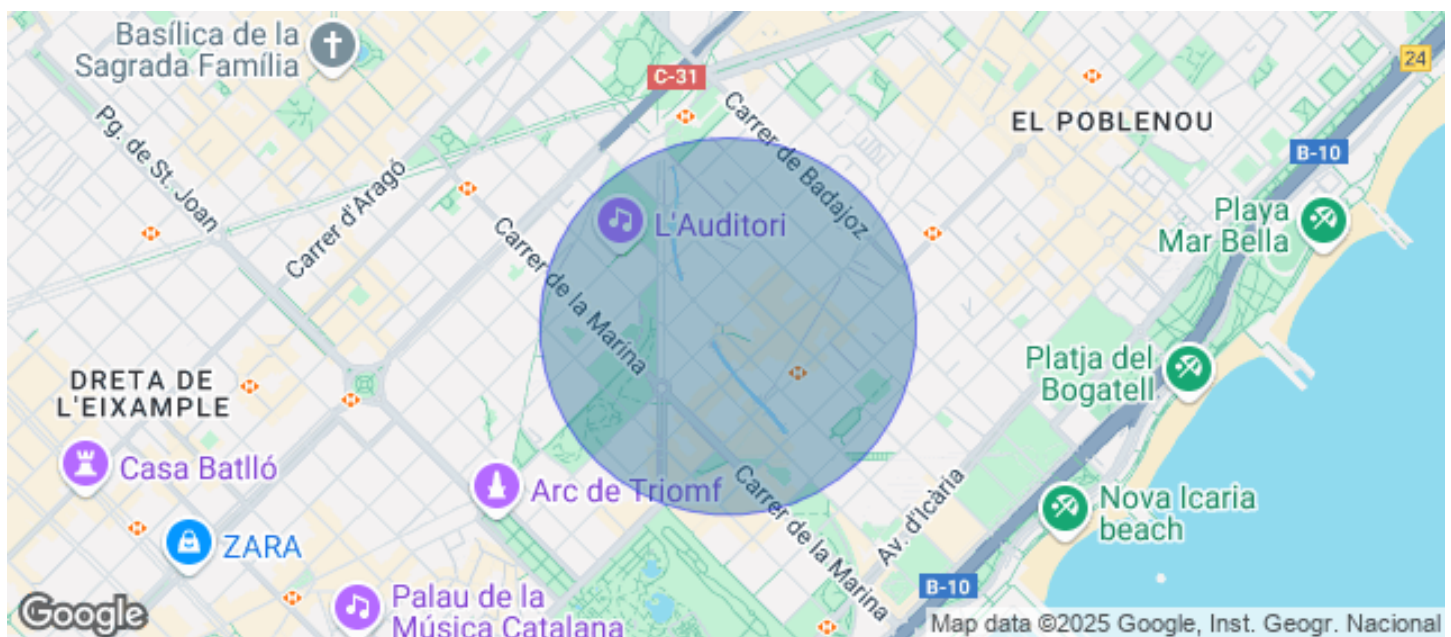 Basílica de la
Sagrada Família
C-31
24
Carrer de Badajoz
EL POBLENOU
B-10
Pg. de St. Joan
Carrer d'Aragó
L'Auditori
Playa
Mar Bella
Carrer de la Marina
Platja del
Bogatell
DRETA DE
L'EIXAMPLE
Casa Batlló
Arc de Triomf
Carrer de la Marina
Av. d'Icària
Nova Icaria
beach
ZARA
B-10
Palau de la
Música Catalana
Google
Map data ©2025 Google, Inst. Geogr. Nacional